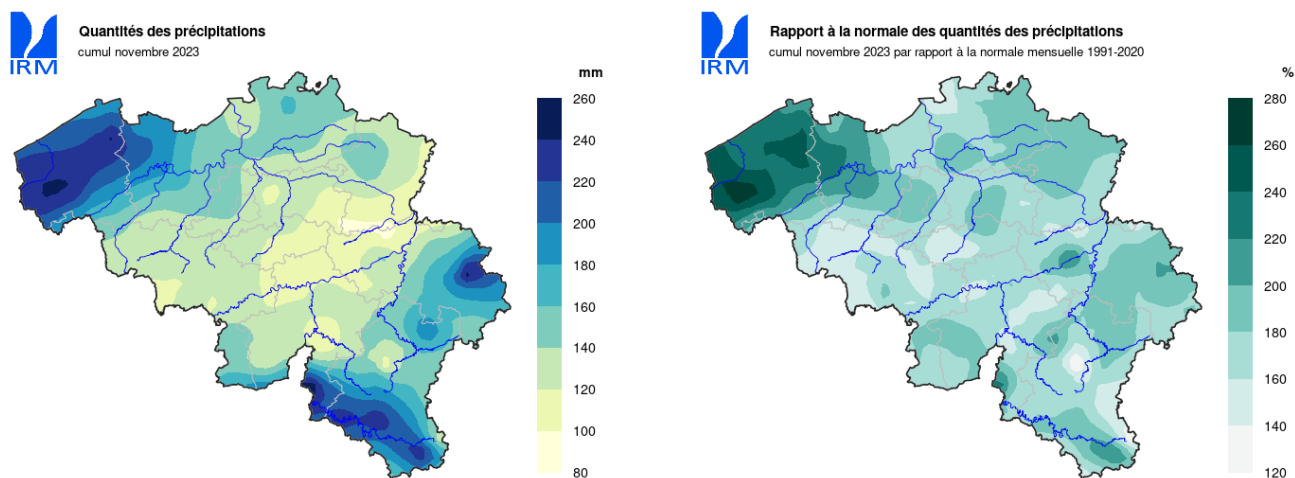 IRM
Quantités des précipitations
cumul novembre 2023
mm
260
240
220
200
180
160
140
120
100
80
IRM
Rapport à la normale des quantités des précipitations
cumul novembre 2023 par rapport à la normale mensuelle 1991-2020
%
280
260
240
220
200
180
160
140
120